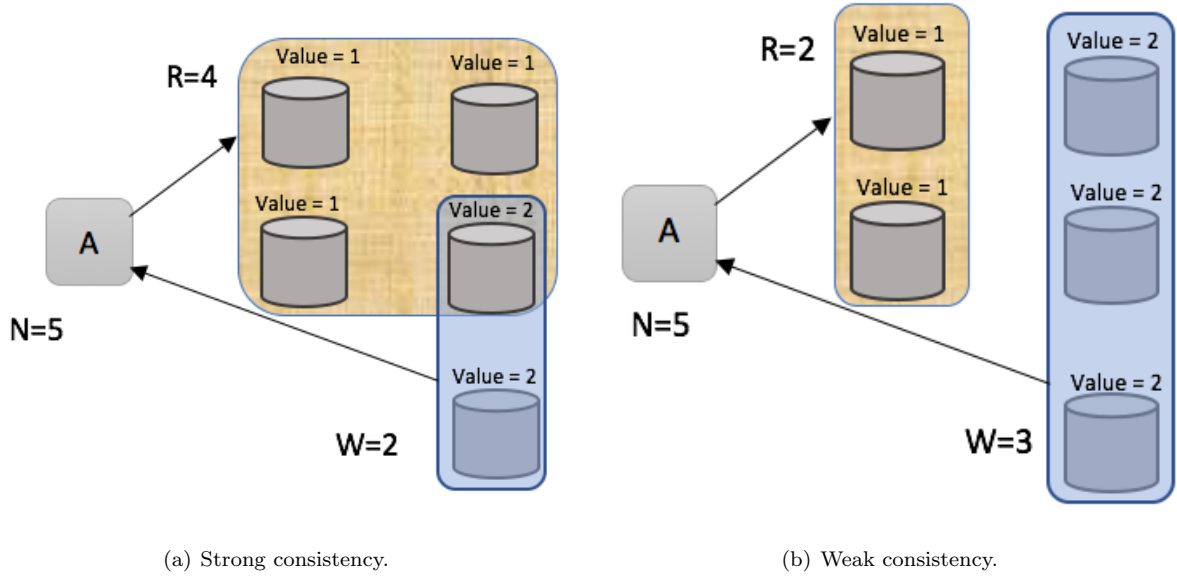 Value = 1
Value = 1
R=4
Value = 1
Value = 2
A
N=5
Value = 2
W=2
(a) Strong consistency.
Value = 1
Value = 2
R=2
Value = 1
Value = 2
A
N=5
Value = 2
W=3
(b) Weak consistency.